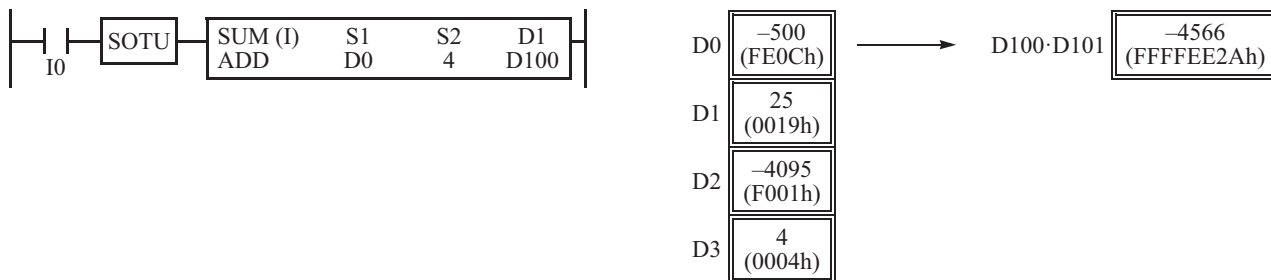 SOTU
SUM (I) S1 S2 D1
ADD D0 4 D100
I0
D0 –500
(FE0Ch)
D100·D101 –4566
(FFFFEE2Ah)
D1 25
(0019h)
D2 –4095
(F001h)
D3 4
(0004h)